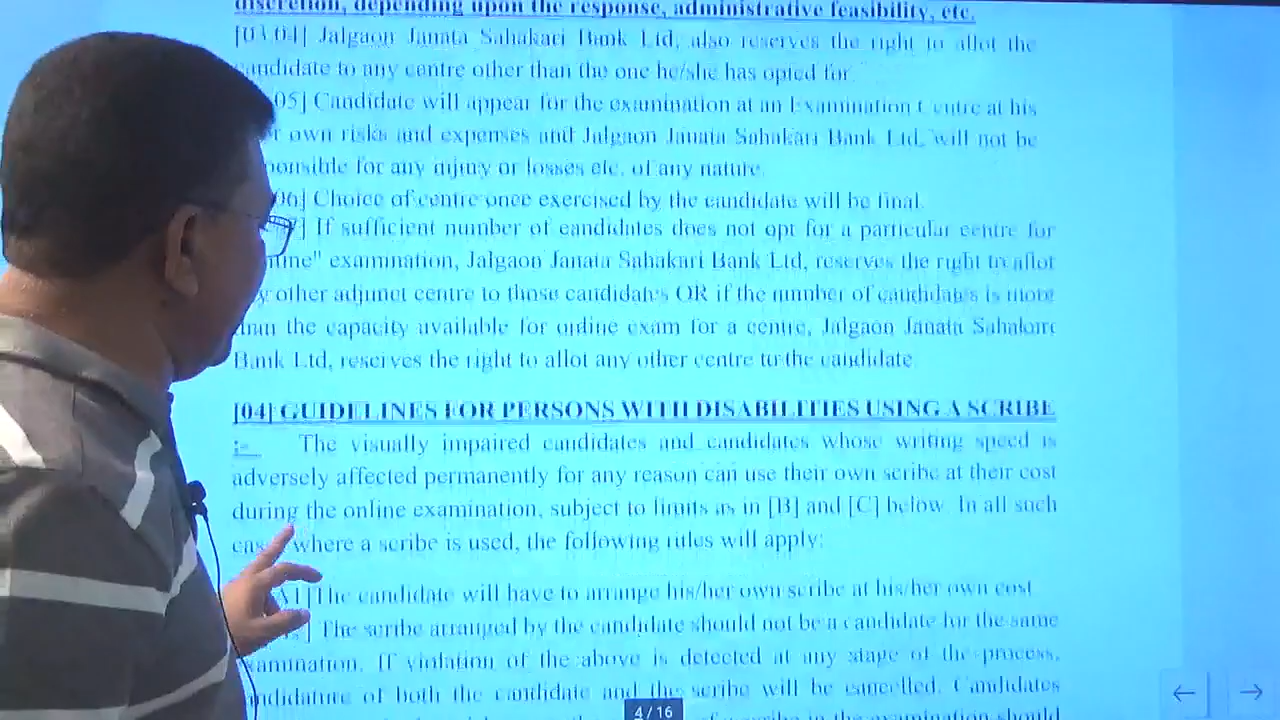 discretion, depending upon the response, administrative feasibility, etc.
[03.04] Jalgaon Janata Sahakari Bank Ltd, also reserves the right to allot the
candidate to any centre other than the one he/she has opted for.
05] Candidate will appear for the examination at an Examination Centre at his
r own risks and expenses and Jalgaon Janata Sahakari Bank Ltd, will not be
ponsible for any injury or losses etc. of any nature.
06] Choice of centre once exercised by the candidate will be final.
] If sufficient number of candidates does not opt for a particular centre for
ine" examination, Jalgaon Janata Sahakari Bank Ltd, reserves the right to allot
y other adjunct centre to those candidates OR if the number of candidates is more
than the capacity available for online exam for a centre, Jalgaon Janata Sahakari
Bank Ltd, reserves the right to allot any other centre to the candidate
[04] GUIDELINES FOR PERSONS WITH DISABILITIES USING A SCRIBE
:- The visually impaired candidates and candidates whose writing speed is
adversely affected permanently for any reason can use their own scribe at their cost
during the online examination, subject to limits as in [B] and [C] below. In all such
cas where a scribe is used, the following rules will apply:
A1] The candidate will have to arrange his/her own scribe at his/her own cost
] The scribe arranged by the candidate should not be a candidate for the same
xamination. If violation of the above is detected at any stage of the process,
ndidature of both the candidate and the scribe will be cancelled. Candidates
of a scribe in the examination should
4 / 16